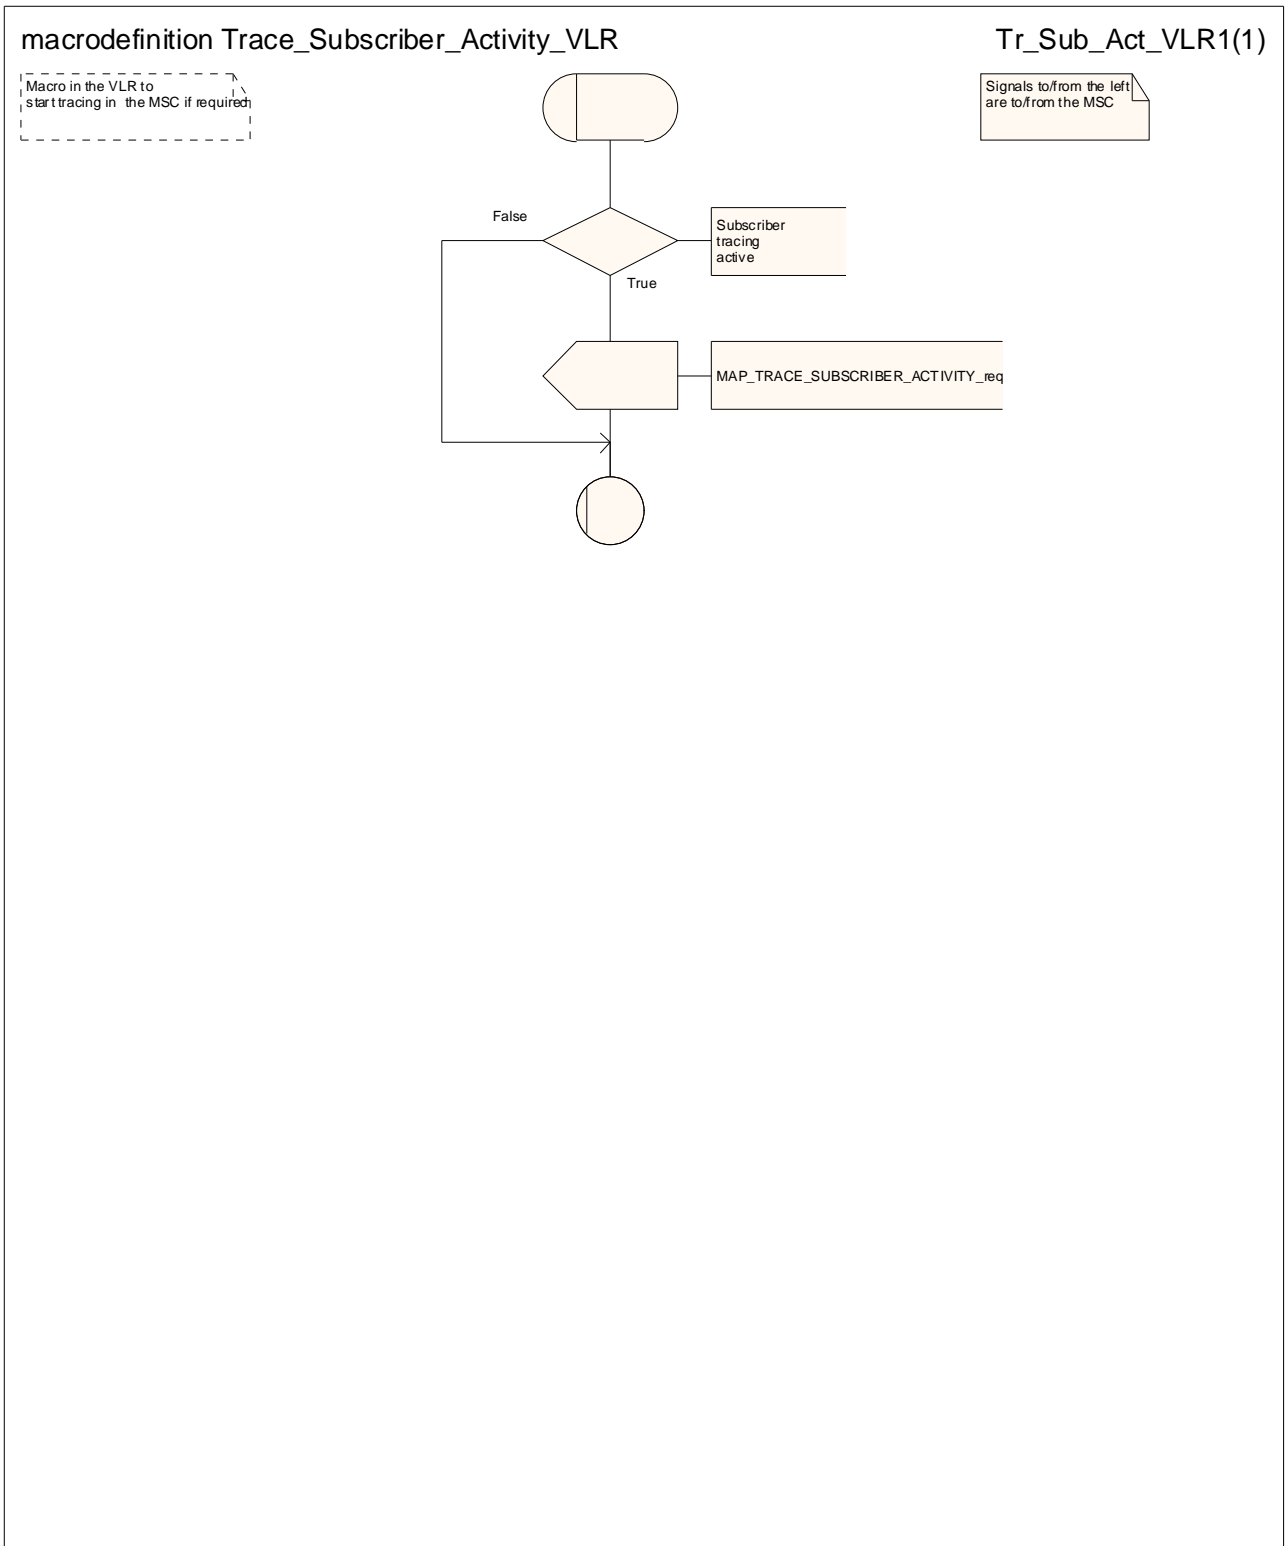 macrodefinition Trace_Subscriber_Activity_VLR
Tr_Sub_Act_VLR1(1)
Macro in the VLR to
start tracing in the MSC if required
Signals to/from the left
are to/from the MSC
False
Subscriber
tracing
active
True
MAP_TRACE_SUBSCRIBER_ACTIVITY_req